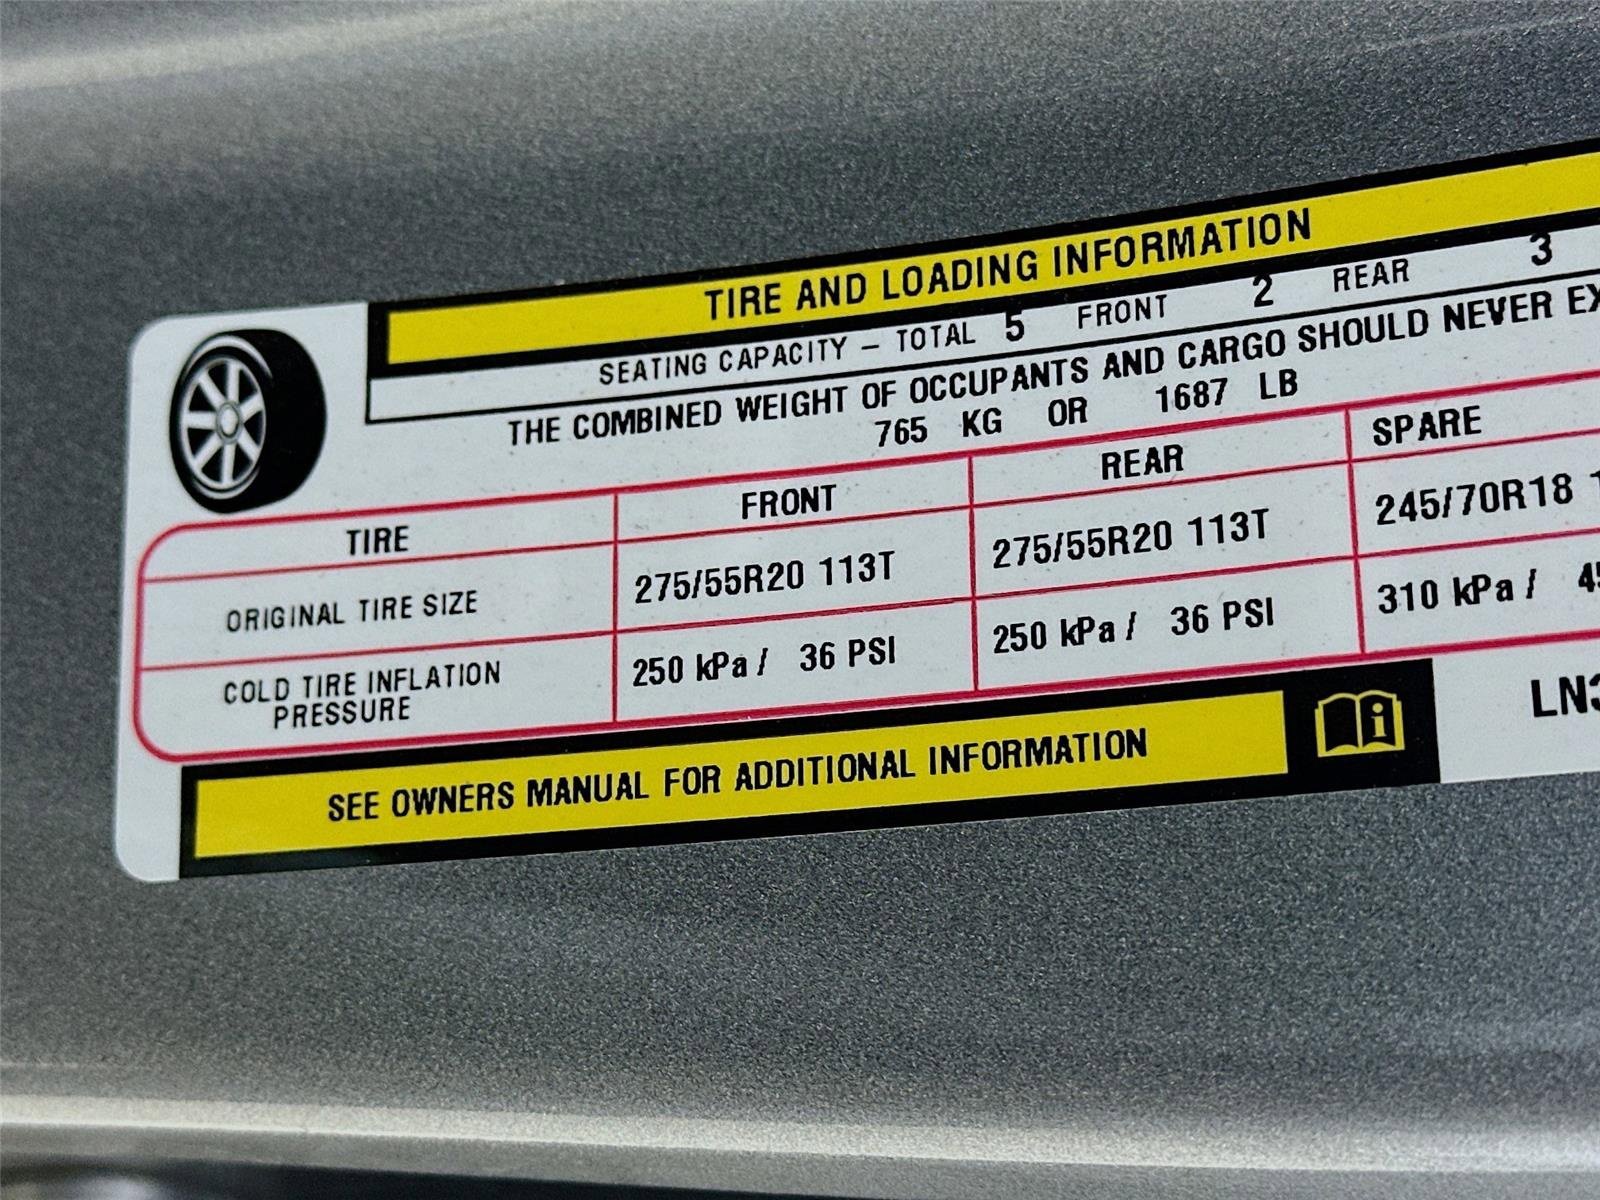 TIRE AND LOADING INFORMATION
SEATING CAPACITY – TOTAL 5 FRONT 2 REAR 3
THE COMBINED WEIGHT OF OCCUPANTS AND CARGO SHOULD NEVER
765 KG OR 1687 LB
TIRE FRONT REAR SPARE
ORIGINAL TIRE SIZE 275/55R20 113T 275/55R20 113T 245/70R18
COLD TIRE INFLATION PRESSURE 250 kPa / 36 PSI 250 kPa / 36 PSI 310 kPa /
SEE OWNERS MANUAL FOR ADDITIONAL INFORMATION